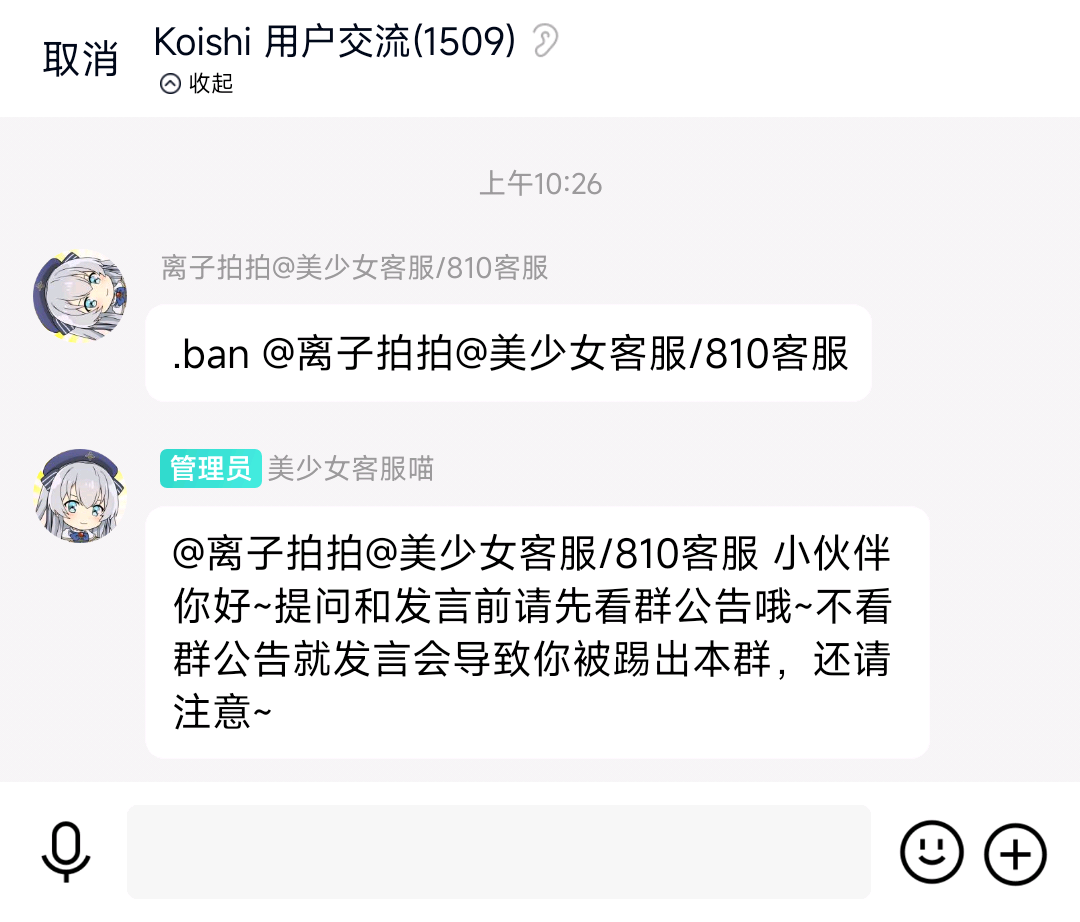 取消
Koishi 用户交流(1509)
收起
上午10:26
离子拍拍@美少女客服/810客服
.ban @离子拍拍@美少女客服/810客服
管理员 美少女客服喵
@离子拍拍@美少女客服/810客服 小伙伴
你好~提问和发言前请先看群公告哦~不看
群公告就发言会导致你被踢出本群，还请
注意~